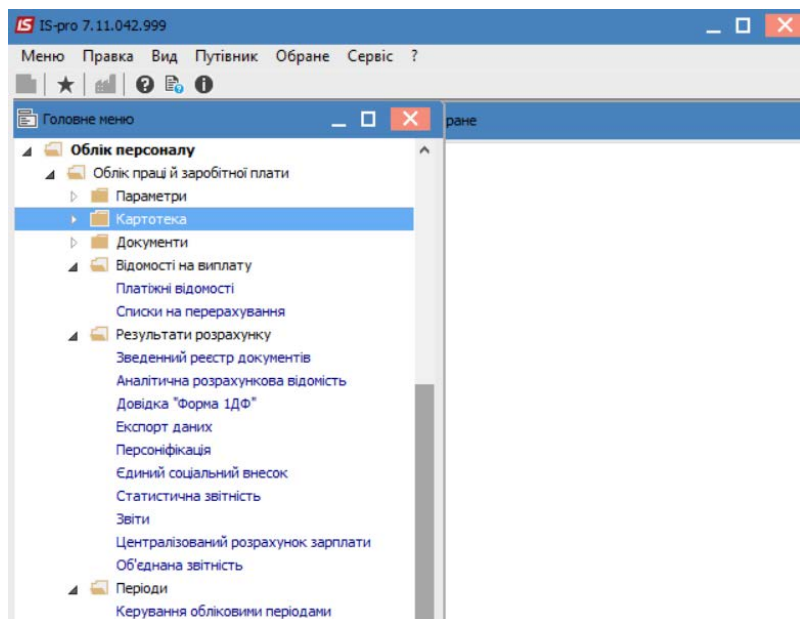 IS-pro 7.11.042.999
Меню Правка Вид Путівник Обране Сервіс ?
Головне меню
ране
Облік персоналу
Облік праці й заробітної плати
Параметри
Картотека
Документи
Відомості на виплату
Платіжні відомості
Списки на перерахування
Результати розрахунку
Зведенний реєстр документів
Аналітична розрахункова відомість
Довідка "Форма 1ДФ"
Експорт даних
Персоніфікація
Єдиний соціальний внесок
Статистична звітність
Звіти
Централізований розрахунок зарплати
Об'єднана звітність
Періоди
Керування обліковими періодами